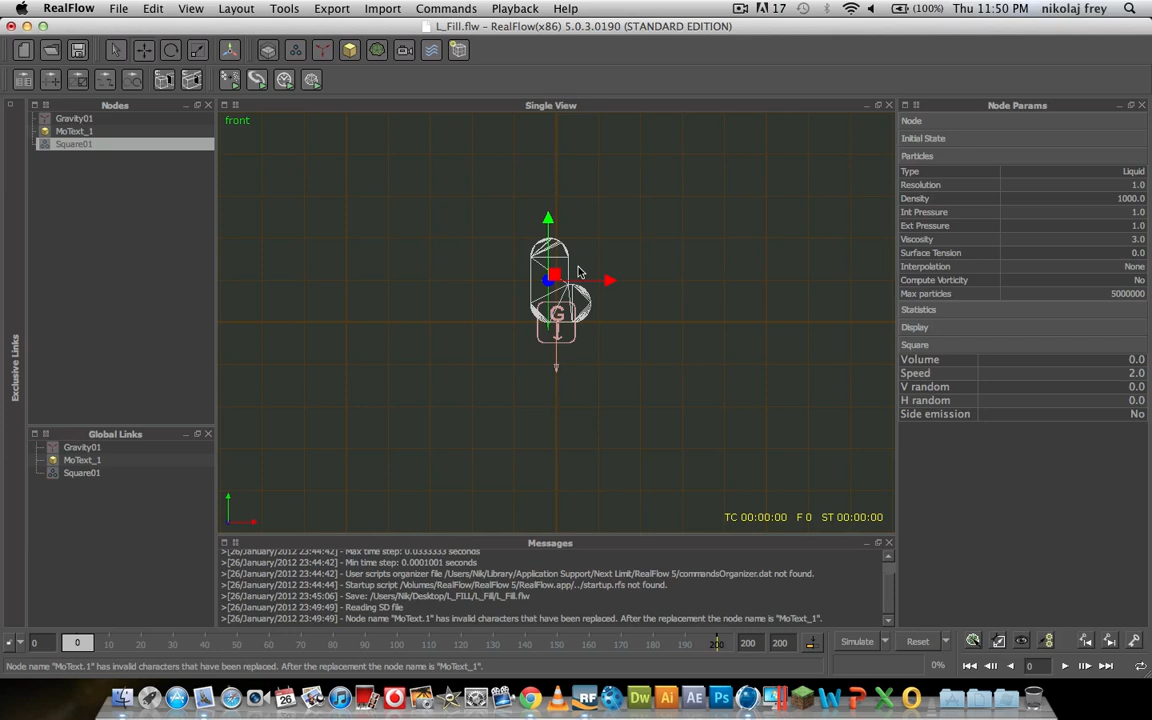 RealFlow File Edit View Layout Tools Export Import Commands Playback Help 17 (100%) Thu 11:50 PM nikolaj frey
L_Fill.flw - RealFlow(x86) 5.0.3.0190 (STANDARD EDITION)
Nodes
Gravity01
MoText_1
Square01
Single View
front
G
TC 00:00:00 F 0 ST 00:00:00
Node Params
Node
Initial State
Particles
Type Liquid
Resolution 1.0
Density 1000.0
Int Pressure 1.0
Ext Pressure 1.0
Viscosity 3.0
Surface Tension 0.0
Interpolation None
Compute Vorticity No
Max particles 5000000
Statistics
Display
Square
Volume 0.0
Speed 2.0
V random 0.0
H random 0.0
Side emission No
Exclusive Links
Global Links
Gravity01
MoText_1
Square01
Messages
>[26/January/2012 23:44:42] - Max time step: 0.0333333 seconds
>[26/January/2012 23:44:42] - Min time step: 0.0001001 seconds
>[26/January/2012 23:44:42] - User scripts organizer file /Users/Nik/Library/Application Support/Next Limit/RealFlow 5/commandsOrganizer.dat not found.
>[26/January/2012 23:44:44] - Startup script /Volumes/RealFlow/RealFlow 5/RealFlow.app/../startup.rfs not found.
>[26/January/2012 23:45:06] - Save: /Users/Nik/Desktop/L_FILL/L_Fill/L_Fill.flw
>[26/January/2012 23:49:49] - Reading SD file
>[26/January/2012 23:49:49] - Node name "MoText.1" has invalid characters that have been replaced. After the replacement the node name is "MoText_1".
0 0 10 20 30 40 50 60 70 80 90 100 110 120 130 140 150 160 170 180 190 200 200 200 Simulate Reset
Node name "MoText.1" has invalid characters that have been replaced. After the replacement the node name is "MoText_1". 0% 0
26 RF Dw Ai AE Ps W P X O